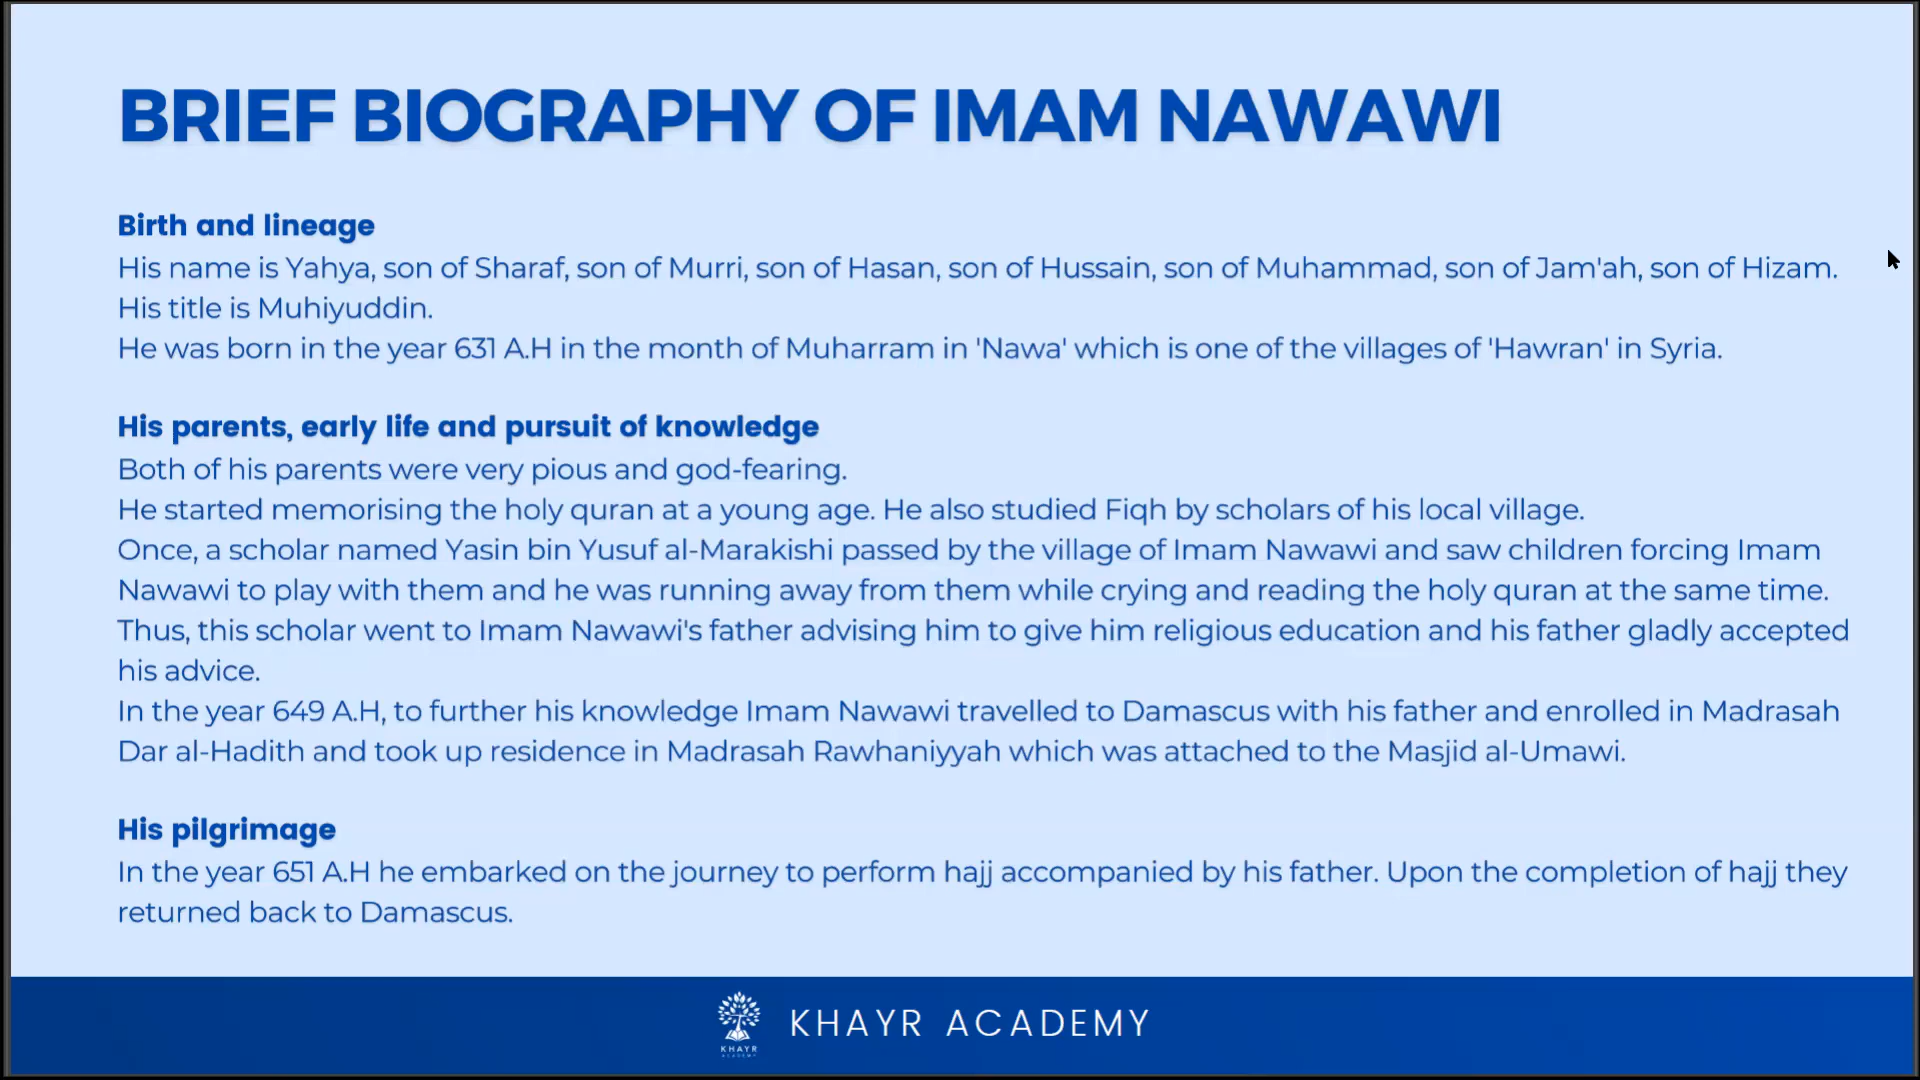 BRIEF BIOGRAPHY OF IMAM NAWAWI
Birth and lineage
His name is Yahya, son of Sharaf, son of Murri, son of Hasan, son of Hussain, son of Muhammad, son of Jam'ah, son of Hizam.
His title is Muhiyuddin.
He was born in the year 631 A.H in the month of Muharram in 'Nawa' which is one of the villages of 'Hawran' in Syria.
His parents, early life and pursuit of knowledge
Both of his parents were very pious and god-fearing.
He started memorising the holy quran at a young age. He also studied Fiqh by scholars of his local village.
Once, a scholar named Yasin bin Yusuf al-Marakishi passed by the village of Imam Nawawi and saw children forcing Imam
Nawawi to play with them and he was running away from them while crying and reading the holy quran at the same time.
Thus, this scholar went to Imam Nawawi's father advising him to give him religious education and his father gladly accepted
his advice.
In the year 649 A.H, to further his knowledge Imam Nawawi travelled to Damascus with his father and enrolled in Madrasah
Dar al-Hadith and took up residence in Madrasah Rawhaniyyah which was attached to the Masjid al-Umawi.
His pilgrimage
In the year 651 A.H he embarked on the journey to perform hajj accompanied by his father. Upon the completion of hajj they
returned back to Damascus.
KHAYR ACADEMY
KHAYR
ACADEMY